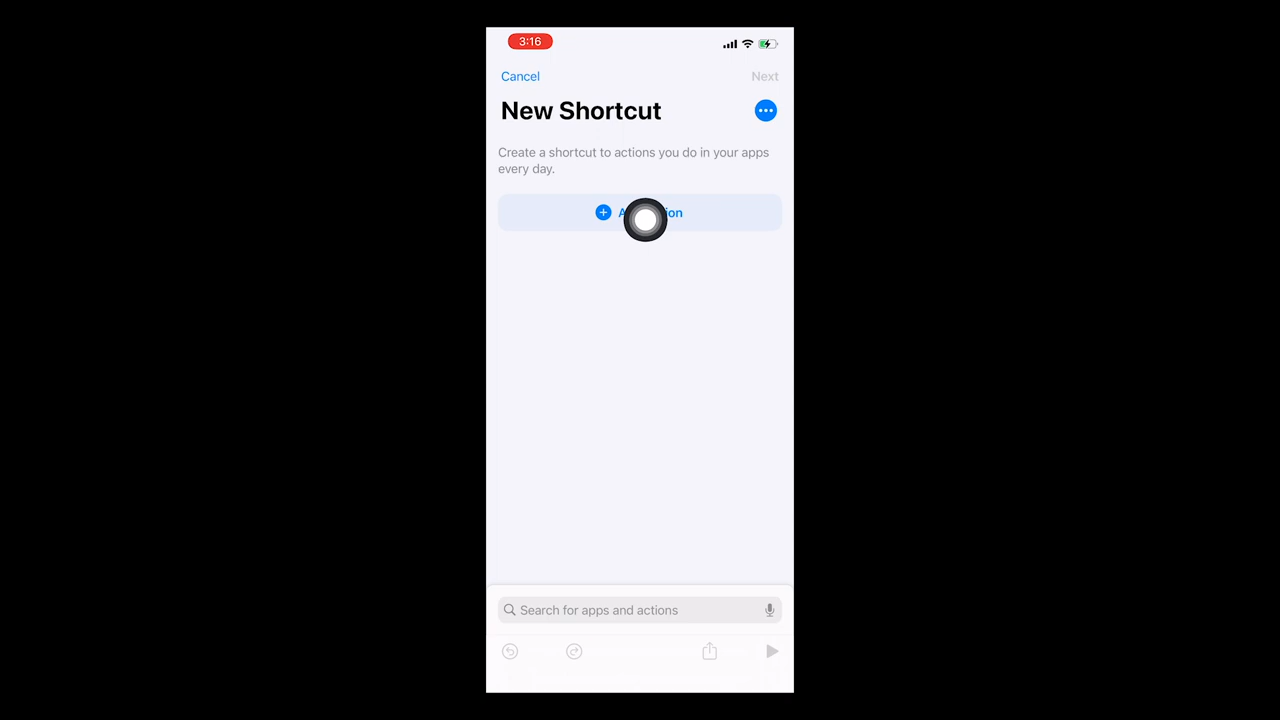 3:16
Cancel
Next
New Shortcut
Create a shortcut to actions you do in your apps
every day.
Search for apps and actions